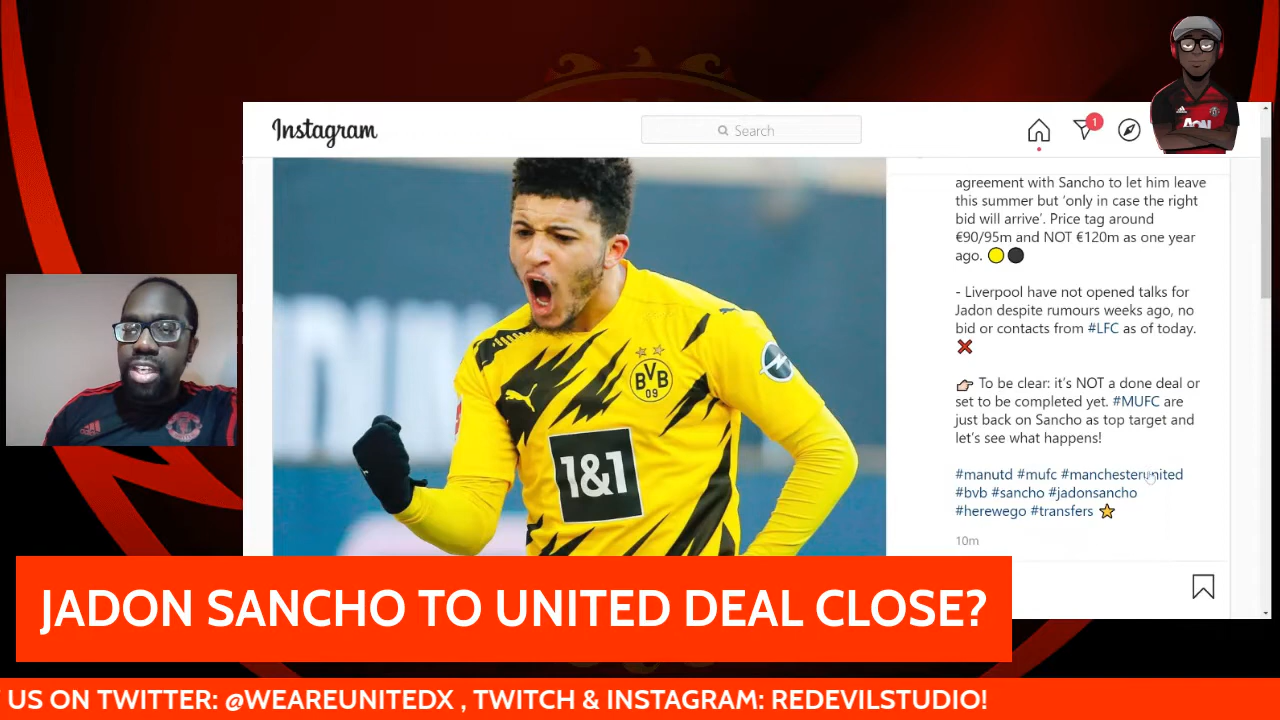 Instagram
Search
1
AON
agreement with Sancho to let him leave
this summer but ‘only in case the right
bid will arrive’. Price tag around
€90/95m and NOT €120m as one year
ago.
- Liverpool have not opened talks for
Jadon despite rumours weeks ago, no
bid or contacts from #LFC as of today.
To be clear: it's NOT a done deal or
set to be completed yet. #MUFC are
just back on Sancho as top target and
let's see what happens!
#manutd #mufc #manchesterunited
#bvb #sancho #jadonsancho
#herewego #transfers
10m
BVB
09
1&1
JADON SANCHO TO UNITED DEAL CLOSE?
US ON TWITTER: @WEAREUNITEDX , TWITCH & INSTAGRAM: REDEVILSTUDIO!